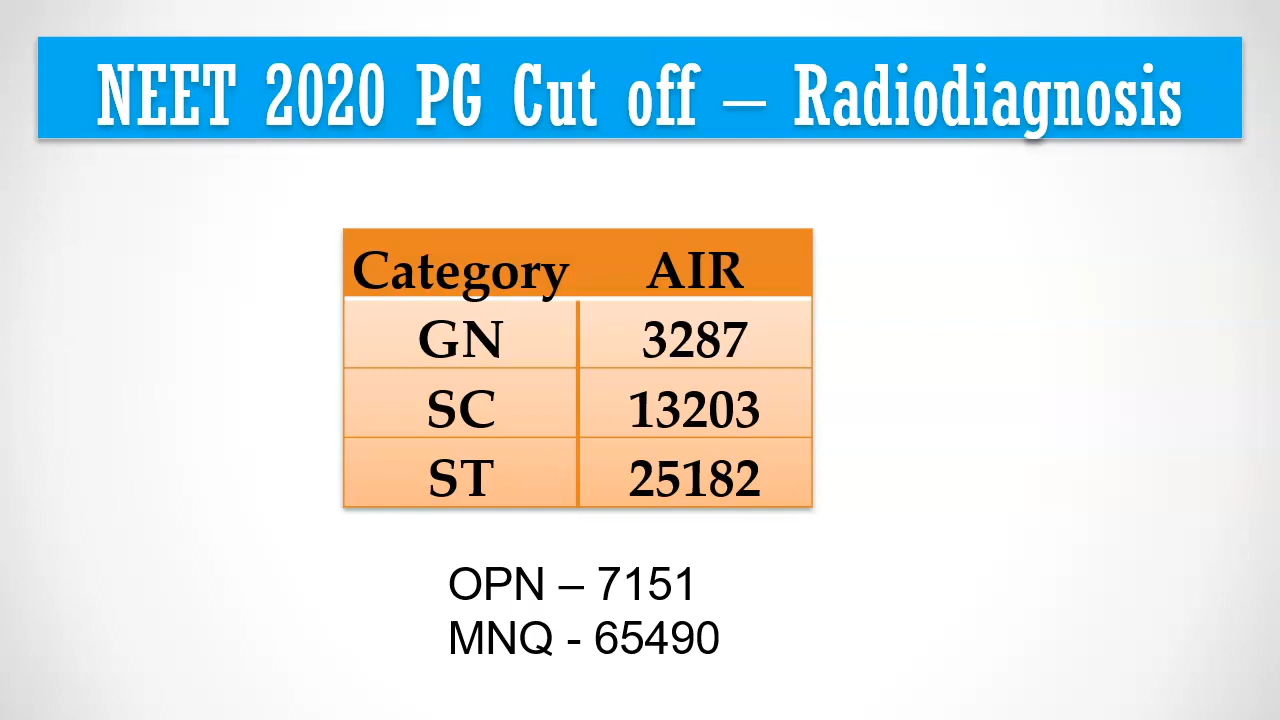 NEET 2020 PG Cut off – Radiodiagnosis
Category AIR
GN 3287
SC 13203
ST 25182
OPN – 7151
MNQ - 65490